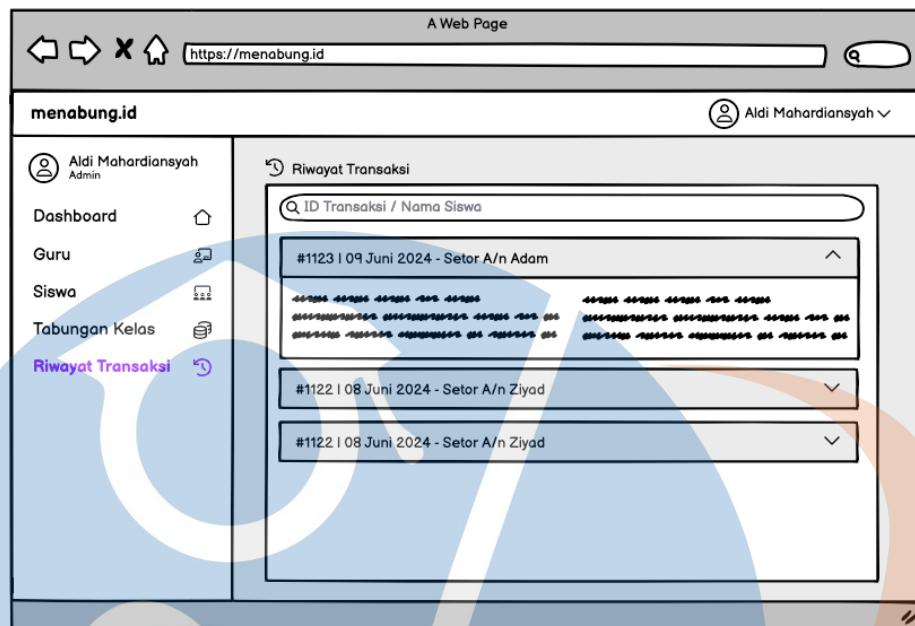 A Web Page
https://menabung.id
menabung.id
Aldi Mahardiansyah
Aldi Mahardiansyah
Admin
Dashboard
Guru
Siswa
Tabungan Kelas
Riwayat Transaksi
Riwayat Transaksi
ID Transaksi / Nama Siswa
#1123 | 09 Juni 2024 - Setor A/n Adam
#1122 | 08 Juni 2024 - Setor A/n Ziyad
#1122 | 08 Juni 2024 - Setor A/n Ziyad